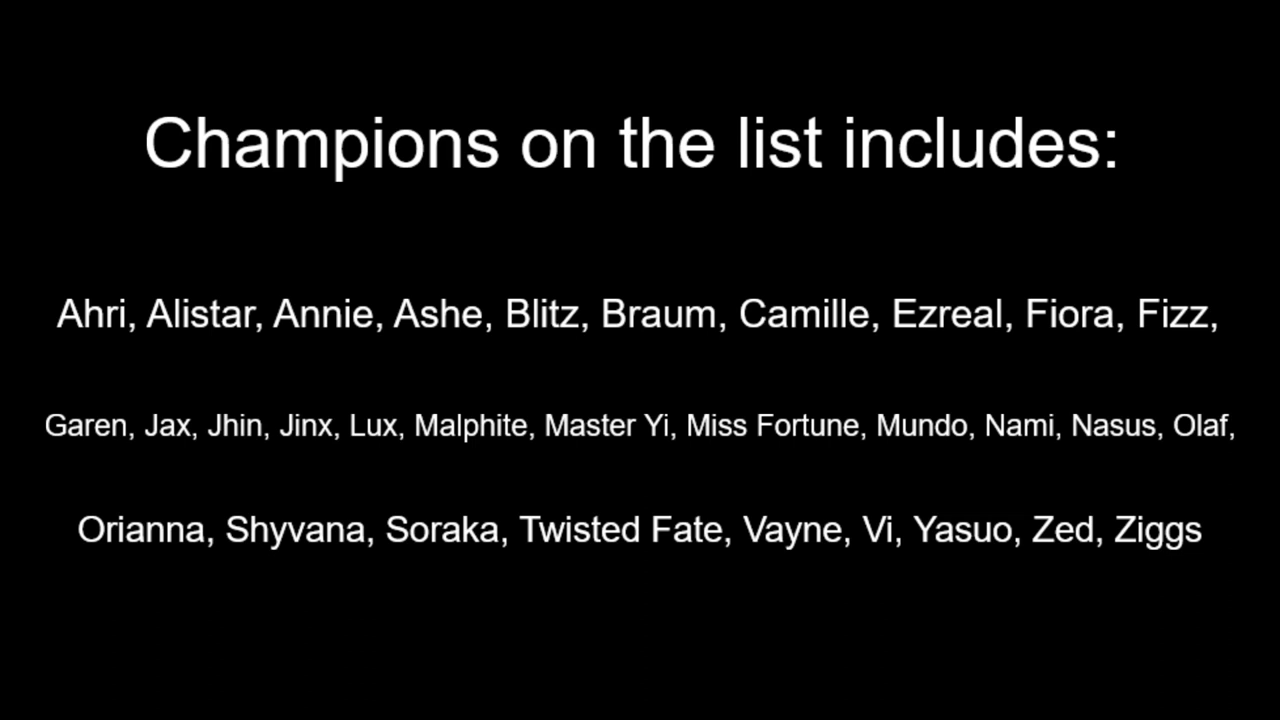 Champions on the list includes:
Ahri, Alistar, Annie, Ashe, Blitz, Braum, Camille, Ezreal, Fiora, Fizz,
Garen, Jax, Jhin, Jinx, Lux, Malphite, Master Yi, Miss Fortune, Mundo, Nami, Nasus, Olaf,
Orianna, Shyvana, Soraka, Twisted Fate, Vayne, Vi, Yasuo, Zed, Ziggs